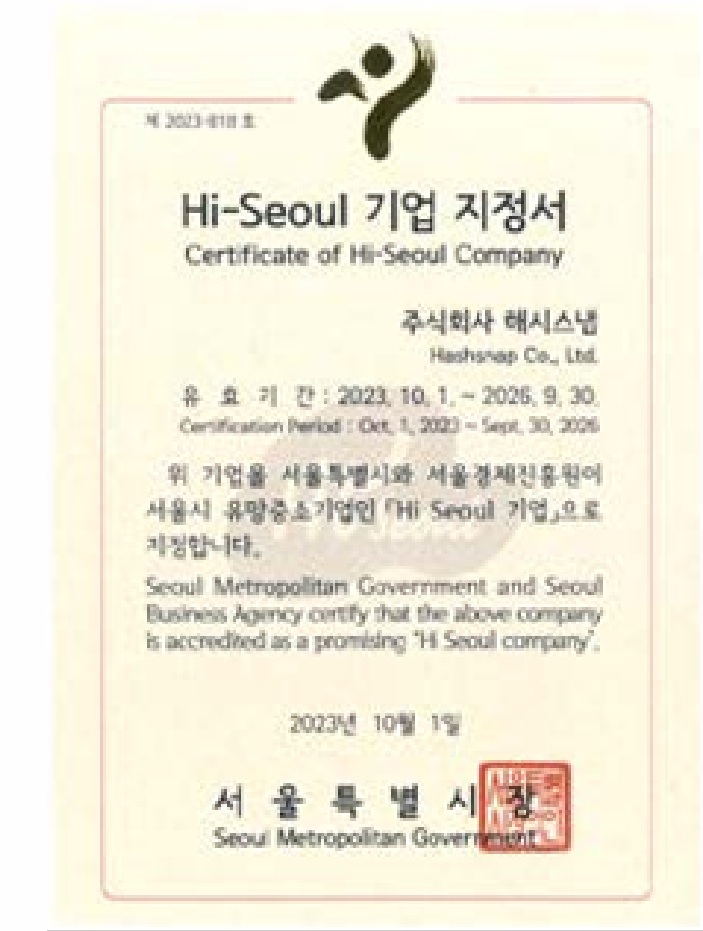 제 2023-818 호
Hi-Seoul 기업 지정서
Certificate of Hi-Seoul Company
주식회사 해시스냅
Hashsnap Co., Ltd.
유 효 기 간 : 2023. 10. 1. ~ 2026. 9. 30.
Certification Period : Oct. 1, 2023 ~ Sept. 30, 2026
위 기업을 서울특별시와 서울경제진흥원이
서울시 유망중소기업인 「Hi Seoul 기업」으로
지정합니다.
Seoul Metropolitan Government and Seoul
Business Agency certify that the above company
is accredited as a promising "Hi Seoul company".
2023년 10월 1일
서 울 특 별 시 장
Seoul Metropolitan Government